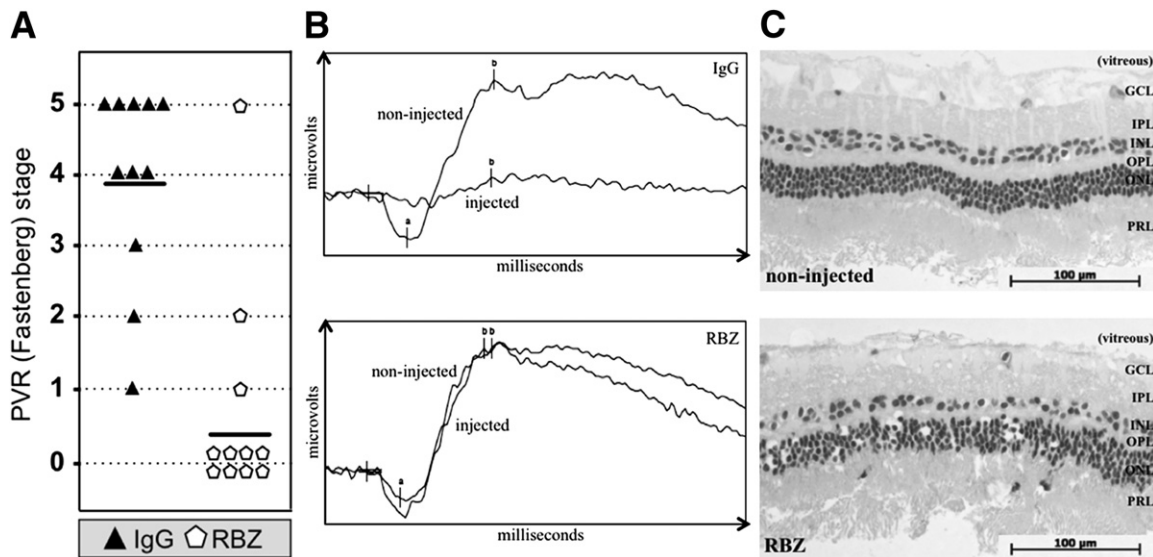 A
PVR (Fastenberg) stage
5
4
3
2
1
0
IgG RBZ
B
microvolts
IgG
b
non-injected
b
injected
a
milliseconds
microvolts
RBZ
b b
non-injected
injected
a
milliseconds
C
(vitreous)
GCL
IPL
INL
OPL
ONL
PRL
non-injected
100 µm
(vitreous)
GCL
IPL
INL
OPL
ONL
PRL
RBZ
100 µm